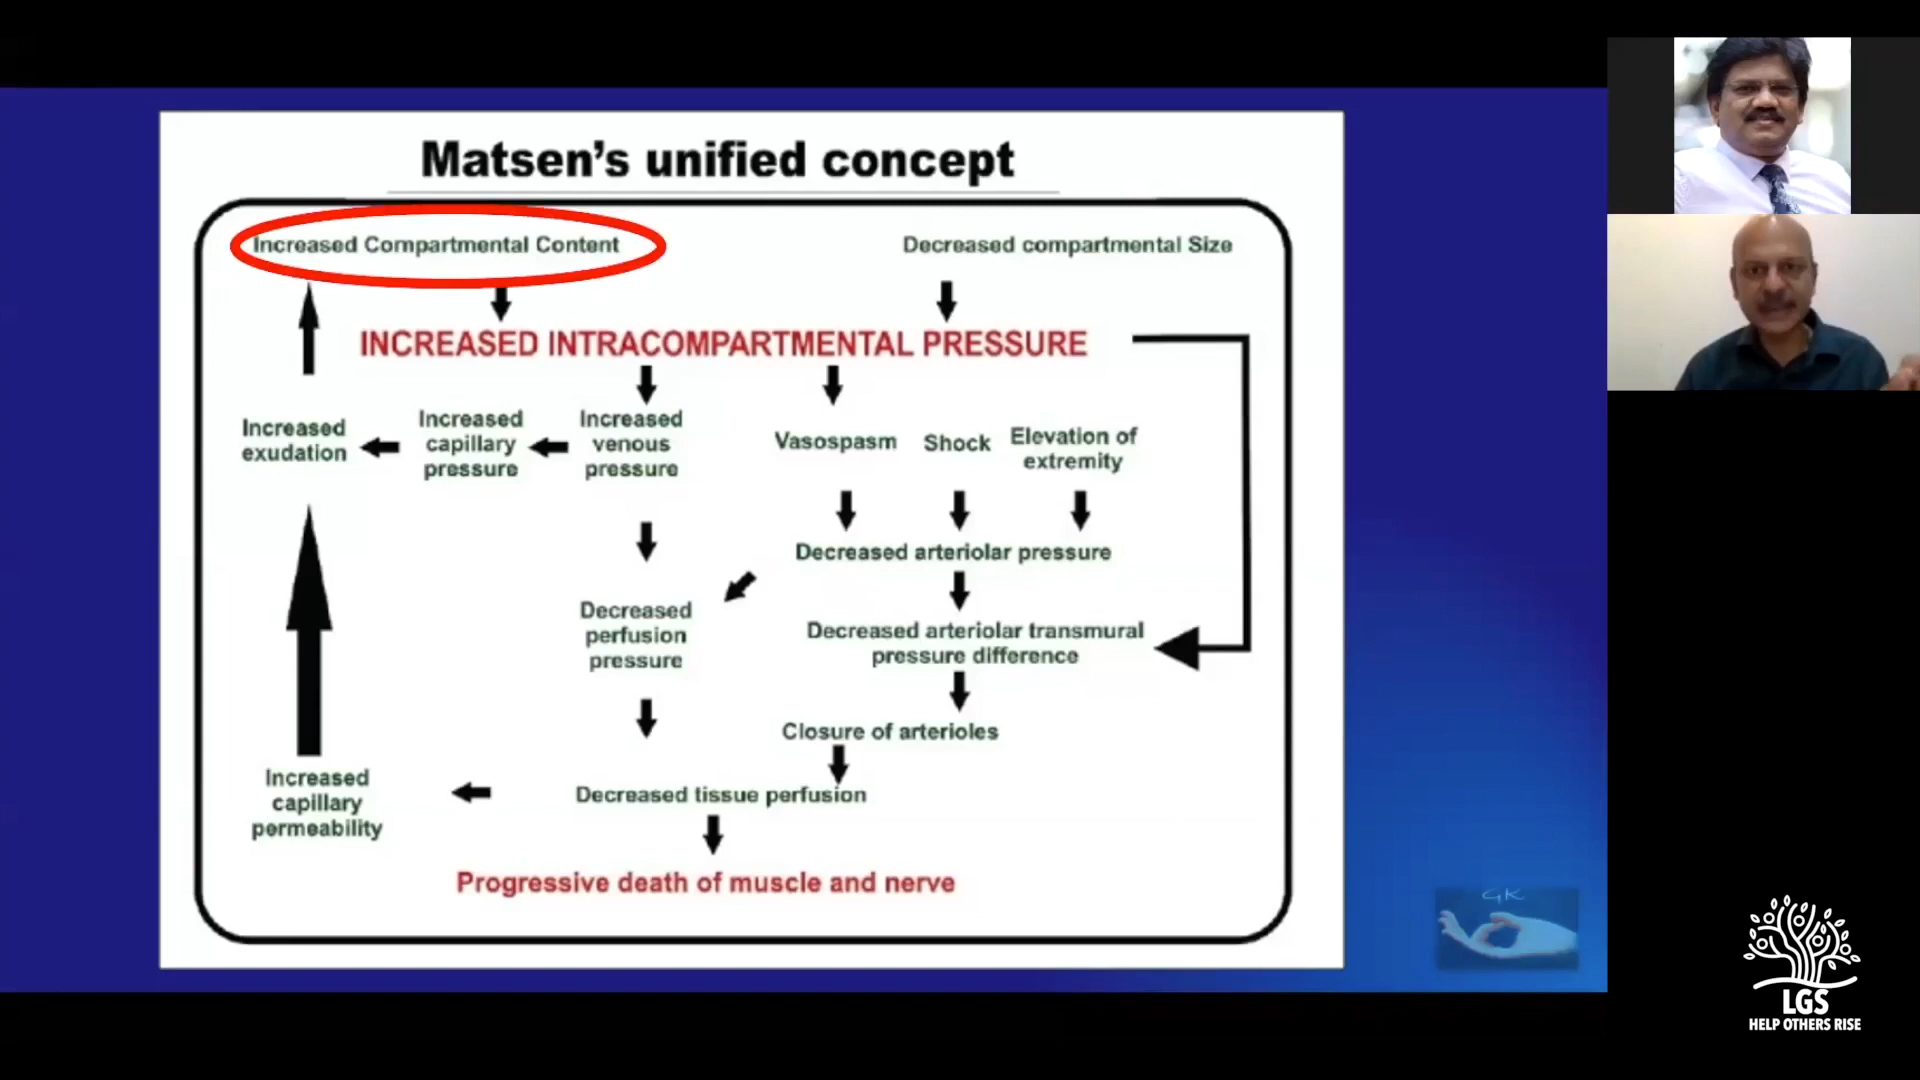 Matsen's unified concept
Increased Compartmental Content
Decreased compartmental Size
INCREASED INTRACOMPARTMENTAL PRESSURE
Increased
exudation
Increased
capillary
pressure
Increased
venous
pressure
Vasospasm
Shock
Elevation of
extremity
Decreased arteriolar pressure
Decreased
perfusion
pressure
Decreased arteriolar transmural
pressure difference
Closure of arterioles
Increased
capillary
permeability
Decreased tissue perfusion
Progressive death of muscle and nerve
GK
LGS
HELP OTHERS RISE